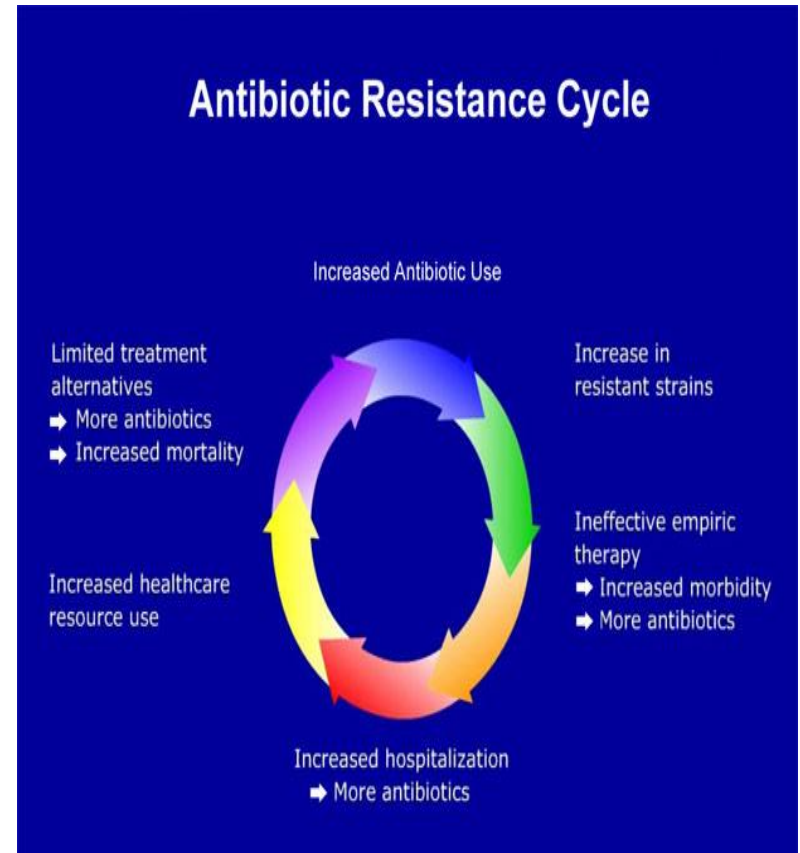 Antibiotic Resistance Cycle
Increased Antibiotic Use
Increase in
resistant strains
Ineffective empiric
therapy
➡ Increased morbidity
➡ More antibiotics
Increased hospitalization
➡ More antibiotics
Increased healthcare
resource use
Limited treatment
alternatives
➡ More antibiotics
➡ Increased mortality